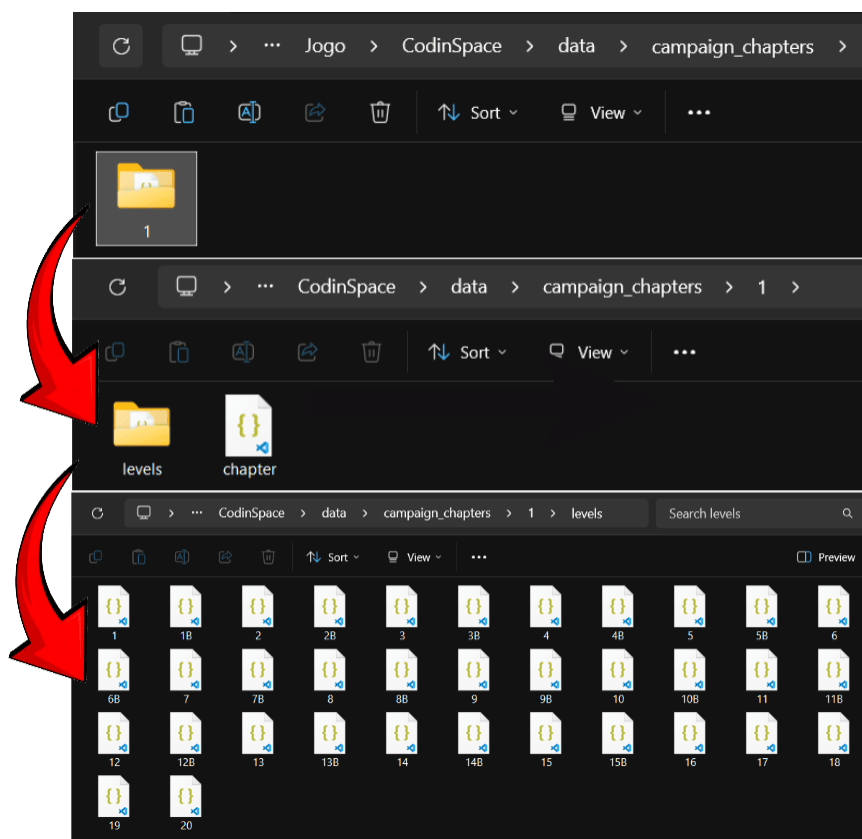 … Jogo > CodinSpace > data > campaign_chapters >
Sort View …
1
… CodinSpace > data > campaign_chapters > 1 >
Sort View …
levels chapter
… CodinSpace > data > campaign_chapters > 1 > levels Search levels
Sort View … Preview
1 1B 2 2B 3 3B 4 4B 5 5B 6
6B 7 7B 8 8B 9 9B 10 10B 11 11B
12 12B 13 13B 14 14B 15 15B 16 17 18
19 20